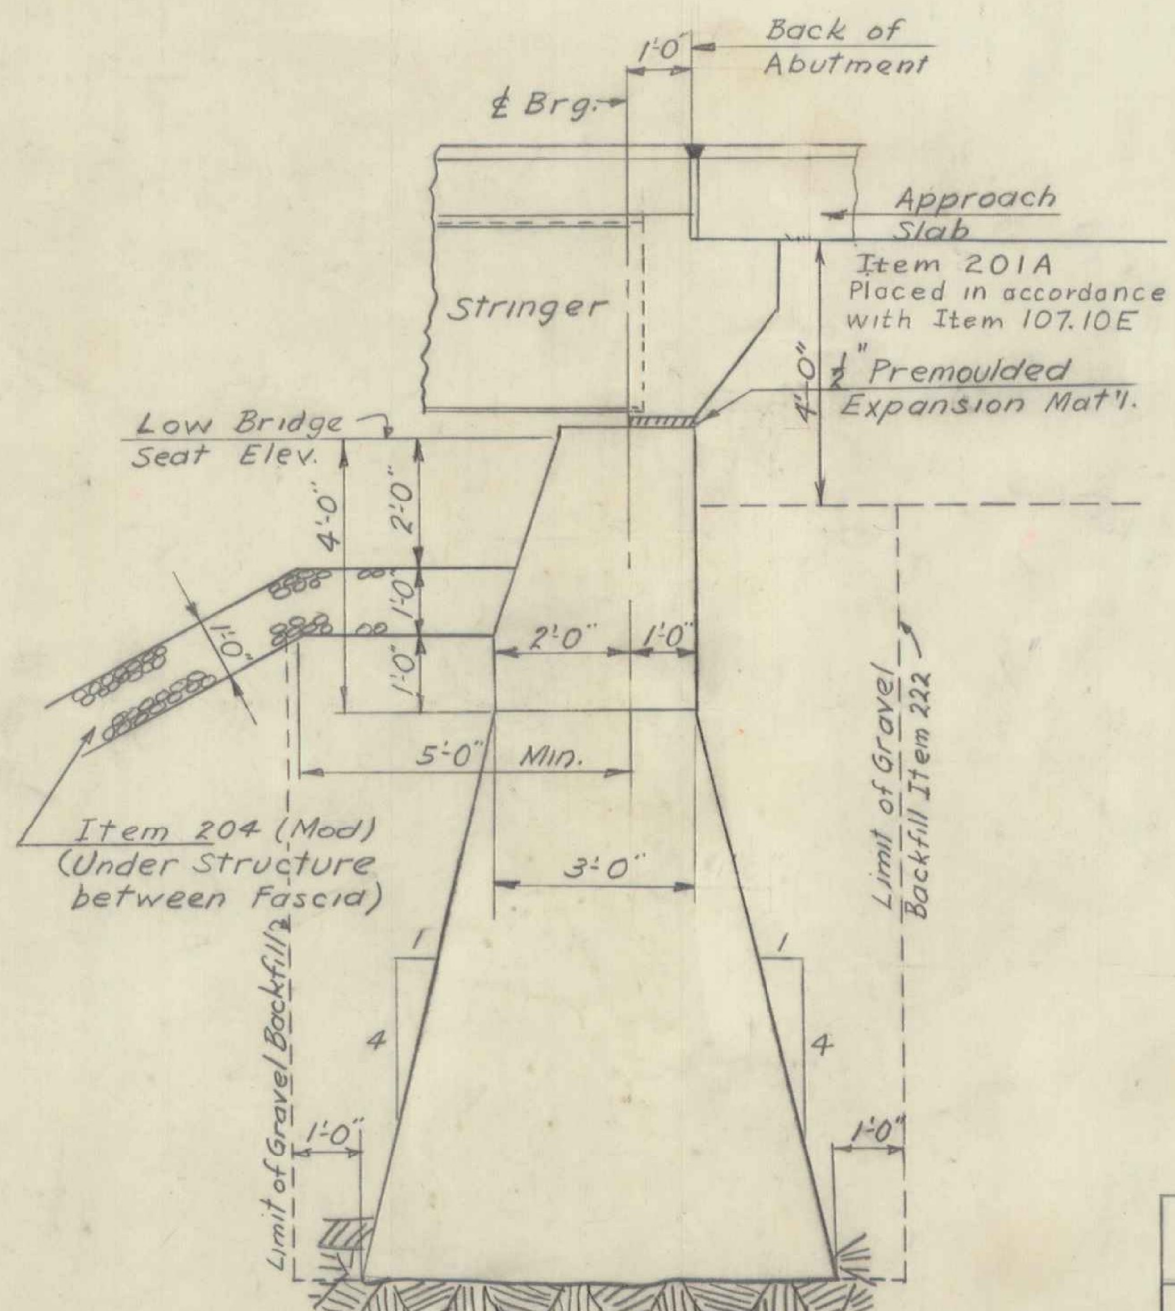 Back of
Abutment
1'-0"
℄ Brg.
Approach
Slab
Item 201A
Placed in accordance
with Item 107.10E
Stringer
4'-0"
1/2" Premoulded
Expansion Mat'l.
Low Bridge
Seat Elev.
4'-0"
2'-0"
1'-0"
1'-0"
1'-0"
2'-0"
1'-0"
5'-0" Min.
Limit of Gravel
Backfill Item 222
Item 204 (Mod)
(Under Structure
between Fascia)
3'-0"
1
4
1
4
Limit of Gravel Backfill
1'-0"
1'-0"